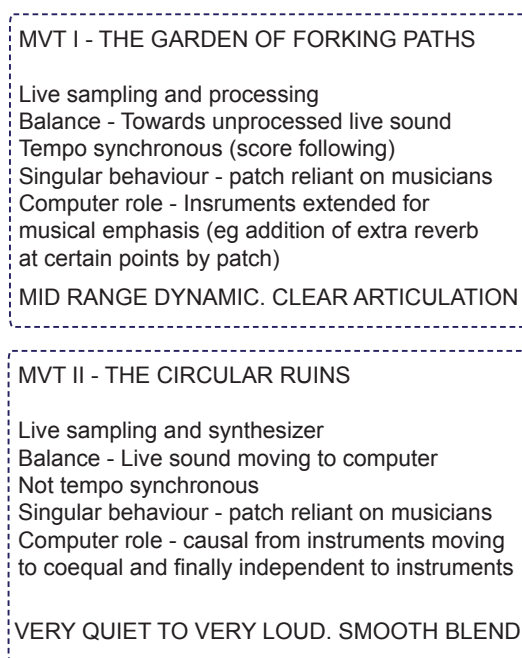 MVT I - THE GARDEN OF FORKING PATHS
Live sampling and processing
Balance - Towards unprocessed live sound
Tempo synchronous (score following)
Singular behaviour - patch reliant on musicians
Computer role - Insruments extended for
musical emphasis (eg addition of extra reverb
at certain points by patch)
MID RANGE DYNAMIC. CLEAR ARTICULATION
MVT II - THE CIRCULAR RUINS
Live sampling and synthesizer
Balance - Live sound moving to computer
Not tempo synchronous
Singular behaviour - patch reliant on musicians
Computer role - causal from instruments moving
to coequal and finally independent to instruments
VERY QUIET TO VERY LOUD. SMOOTH BLEND